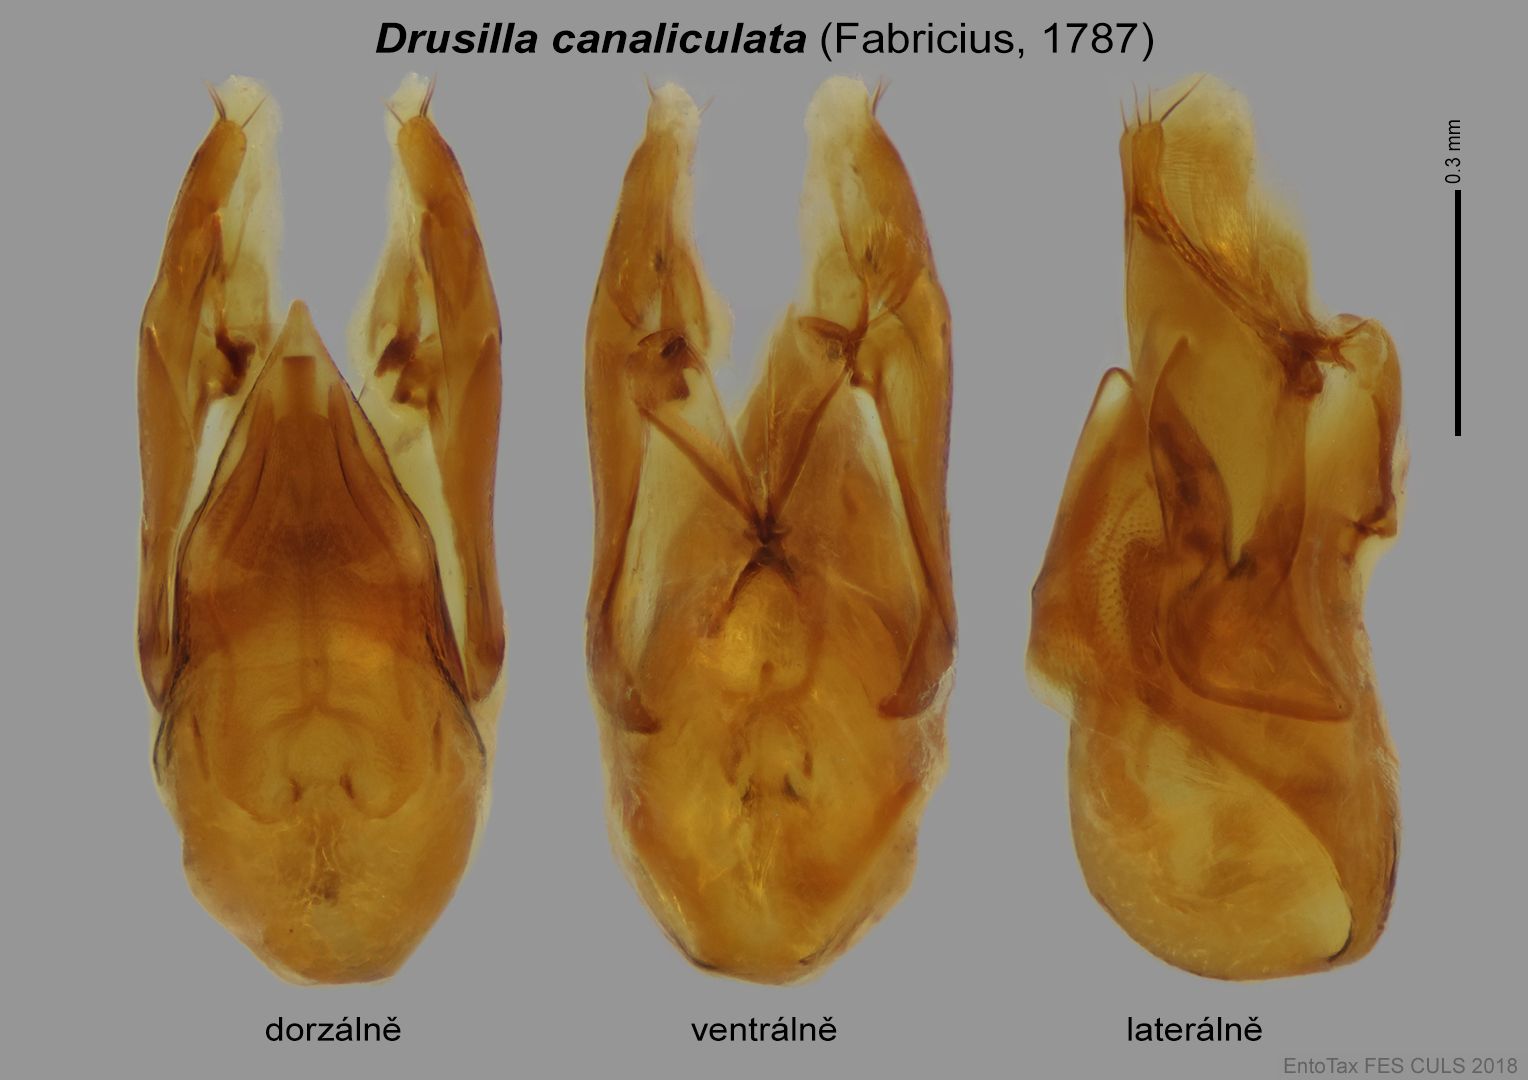 Drusilla canaliculata (Fabricius, 1787)
0.3 mm
dorzálně
ventrálně
laterálně
EntoTax FES CULS 2018